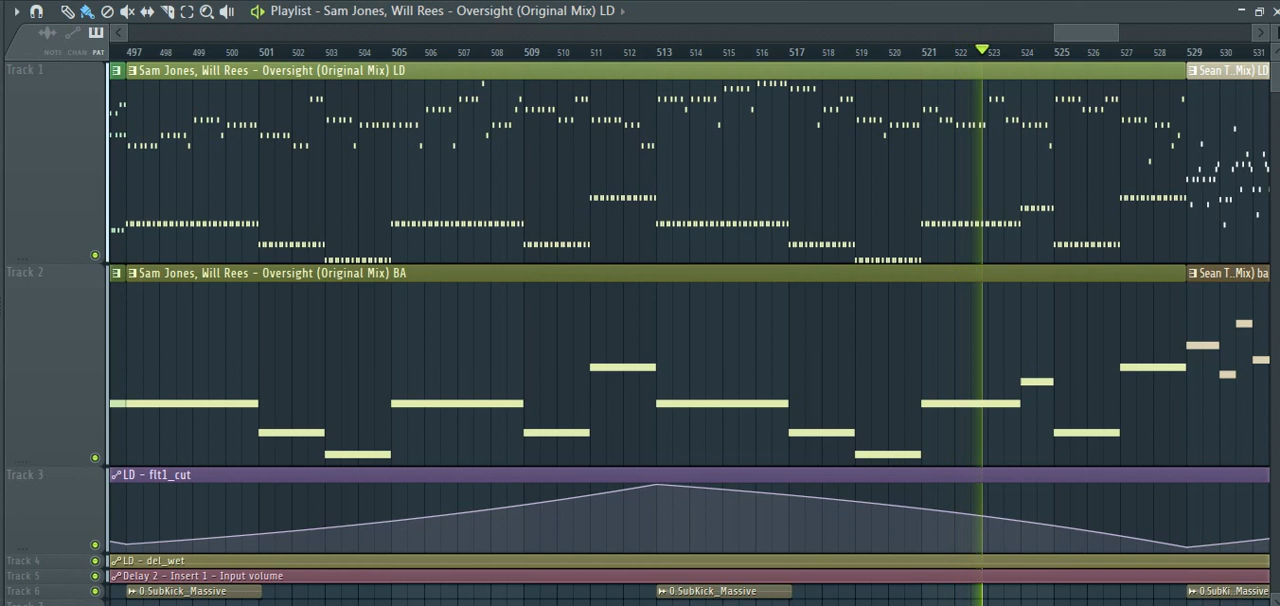 Playlist - Sam Jones, Will Rees - Oversight (Original Mix) LD
NOTE CHAN PAT
497 498 499 500 501 502 503 504 505 506 507 508 509 510 511 512 513 514 515 516 517 518 519 520 521 522 523 524 525 526 527 528 529 530 531
Track 1
Sam Jones, Will Rees - Oversight (Original Mix) LD
Sean T..Mix) LD
Track 2
Sam Jones, Will Rees - Oversight (Original Mix) BA
Sean T..Mix) ba
Track 3
LD - flt1_cut
Track 4
LD - del_wet
Track 5
Delay 2 - Insert 1 - Input volume
Track 6
0.SubKick_Massive
0.SubKick_Massive
0.SubKi..Massive